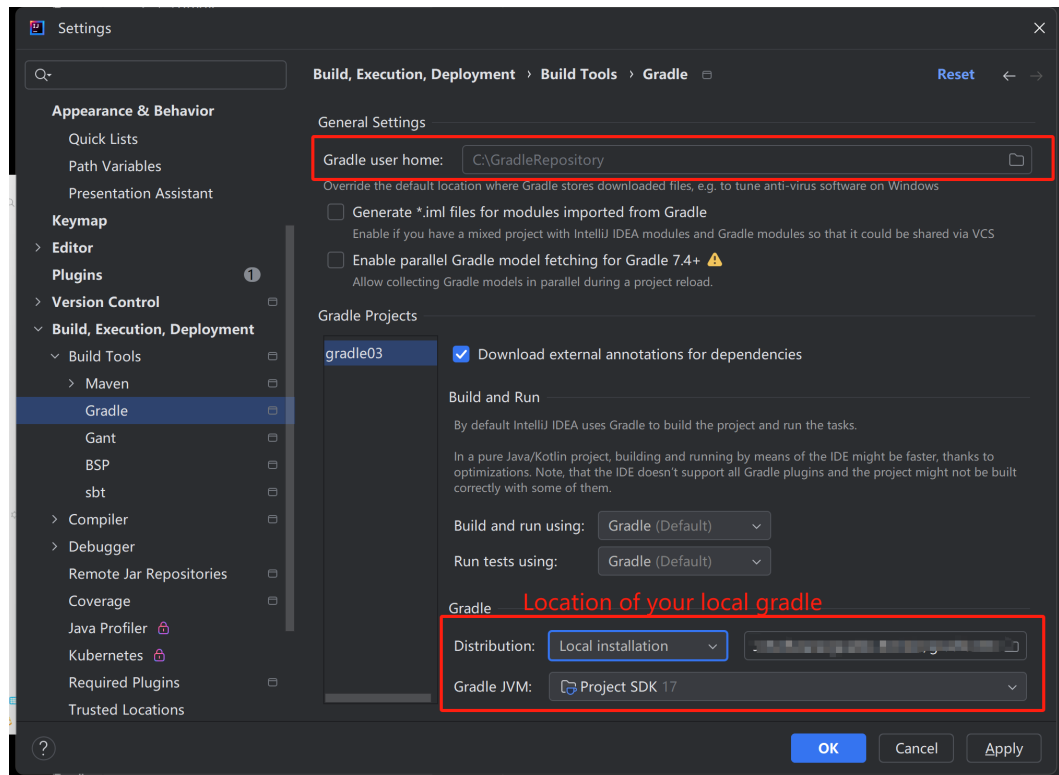 Settings
Build, Execution, Deployment › Build Tools › Gradle
Reset
Appearance & Behavior
Quick Lists
Path Variables
Presentation Assistant
Keymap
Editor
Plugins
1
Version Control
Build, Execution, Deployment
Build Tools
Maven
Gradle
Gant
BSP
sbt
Compiler
Debugger
Remote Jar Repositories
Coverage
Java Profiler
Kubernetes
Required Plugins
Trusted Locations
General Settings
Gradle user home: C:\GradleRepository
Override the default location where Gradle stores downloaded files, e.g. to tune anti-virus software on Windows
Generate *.iml files for modules imported from Gradle
Enable if you have a mixed project with IntelliJ IDEA modules and Gradle modules so that it could be shared via VCS
Enable parallel Gradle model fetching for Gradle 7.4+
Allow collecting Gradle models in parallel during a project reload.
Gradle Projects
gradle03
Download external annotations for dependencies
Build and Run
By default IntelliJ IDEA uses Gradle to build the project and run the tasks.
In a pure Java/Kotlin project, building and running by means of the IDE might be faster, thanks to
optimizations. Note, that the IDE doesn't support all Gradle plugins and the project might not be built
correctly with some of them.
Build and run using: Gradle (Default)
Run tests using: Gradle (Default)
Gradle
Location of your local gradle
Distribution: Local installation
Gradle JVM: Project SDK 17
?
OK
Cancel
Apply